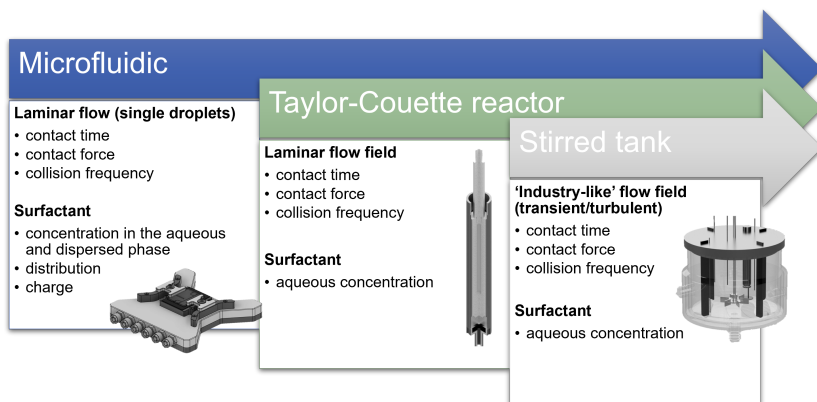 Microfluidic
Laminar flow (single droplets)
• contact time
• contact force
• collision frequency
Surfactant
• concentration in the aqueous
and dispersed phase
• distribution
• charge
Taylor-Couette reactor
Laminar flow field
• contact time
• contact force
• collision frequency
Surfactant
• aqueous concentration
Stirred tank
‘Industry-like’ flow field
(transient/turbulent)
• contact time
• contact force
• collision frequency
Surfactant
• aqueous concentration